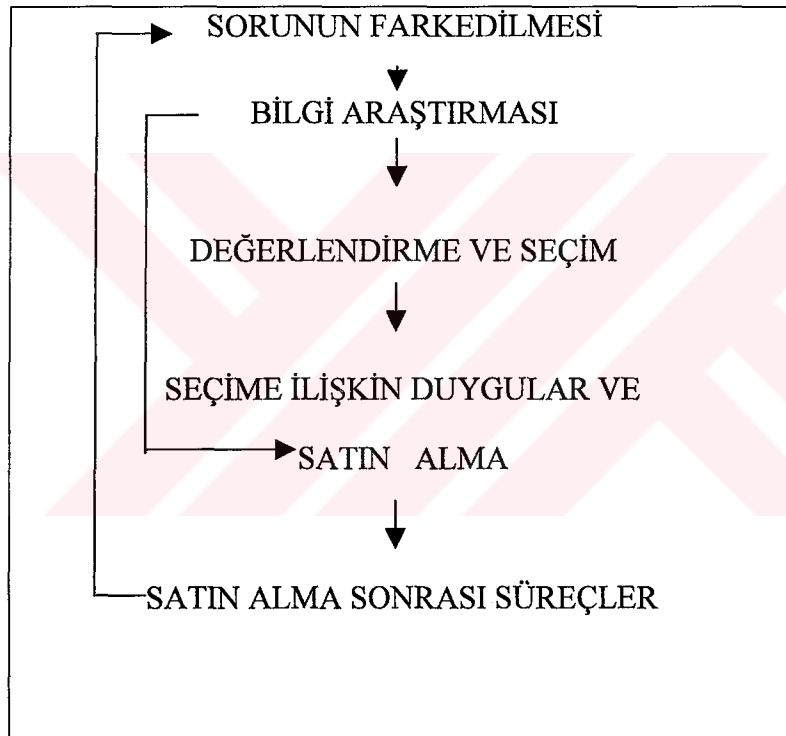 SORUNUN FARKEDİLMESİ
BİLGİ ARAŞTIRMASI
DEĞERLENDİRME VE SEÇİM
SEÇİME İLİŞKİN DUYGULAR VE
SATIN ALMA
SATIN ALMA SONRASI SÜREÇLER